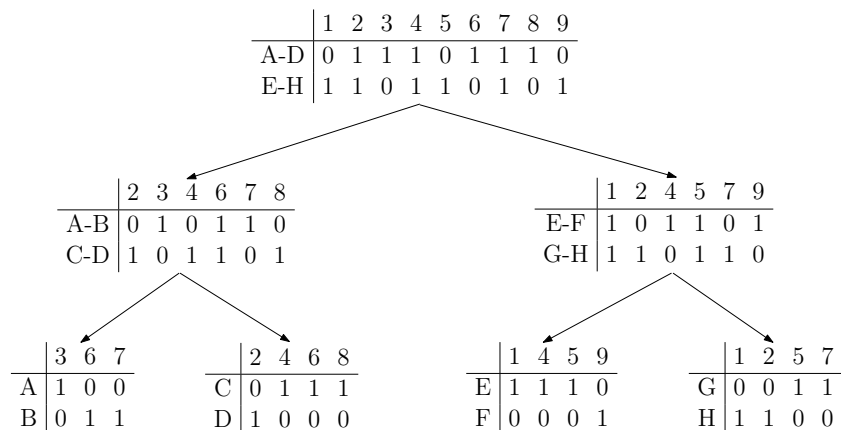 1 2 3 4 5 6 7 8 9
A-D 0 1 1 1 0 1 1 1 0
E-H 1 1 0 1 1 0 1 0 1
2 3 4 6 7 8
A-B 0 1 0 1 1 0
C-D 1 0 1 1 0 1
1 2 4 5 7 9
E-F 1 0 1 1 0 1
G-H 1 1 0 1 1 0
3 6 7
A 1 0 0
B 0 1 1
2 4 6 8
C 0 1 1 1
D 1 0 0 0
1 4 5 9
E 1 1 1 0
F 0 0 0 1
1 2 5 7
G 0 0 1 1
H 1 1 0 0